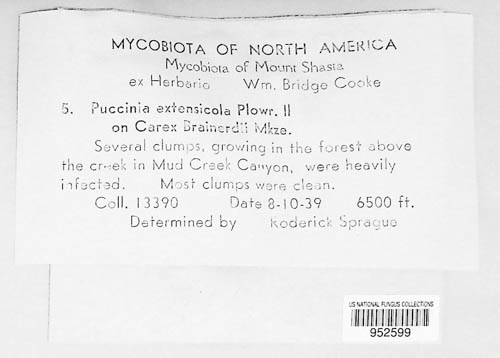 MYCOBIOTA OF NORTH AMERICA
Mycobiota of Mount Shasta
ex Herbario Wm. Bridge Cooke
5. Puccinia extensicola Plowr. II
on Carex Brainerdii Mkze.
Several clumps, growing in the forest above
the creek in Mud Creek Canyon, were heavily
infected. Most clumps were clean.
Coll. 13390 Date 8-10-39 6500 ft.
Determined by Roderick Sprague
US NATIONAL FUNGUS COLLECTIONS
952599